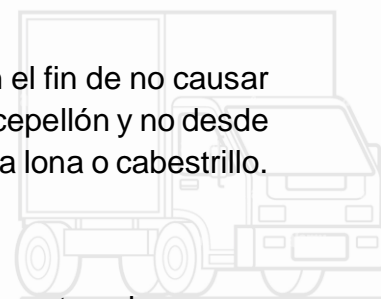 el fin de no causar
cepellón y no desde
a lona o cabestrillo.